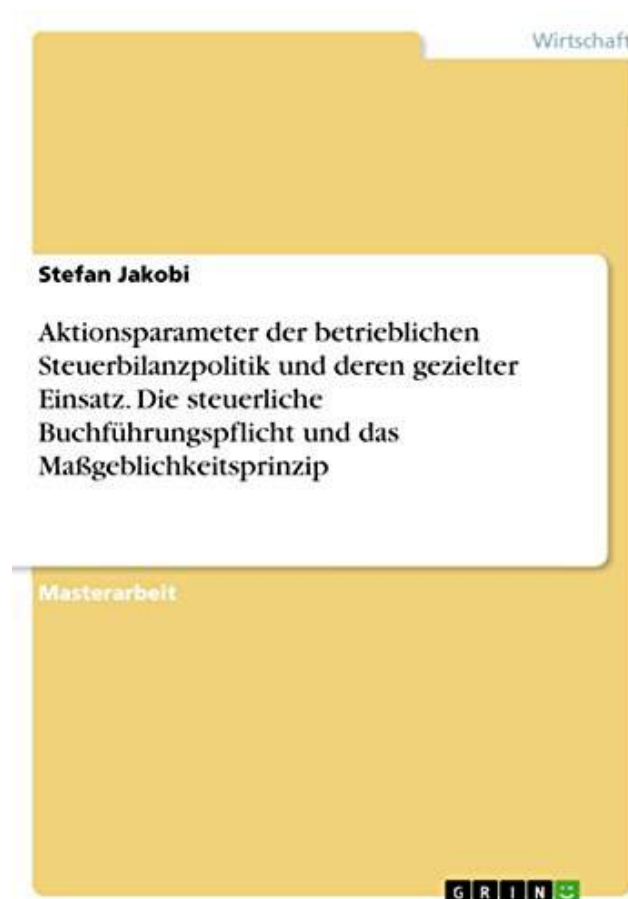 Wirtschaft
Stefan Jakobi
Aktionsparameter der betrieblichen
Steuerbilanzpolitik und deren gezielter
Einsatz. Die steuerliche
Buchführungspflicht und das
Maßgeblichkeitsprinzip
Masterarbeit
GRIN